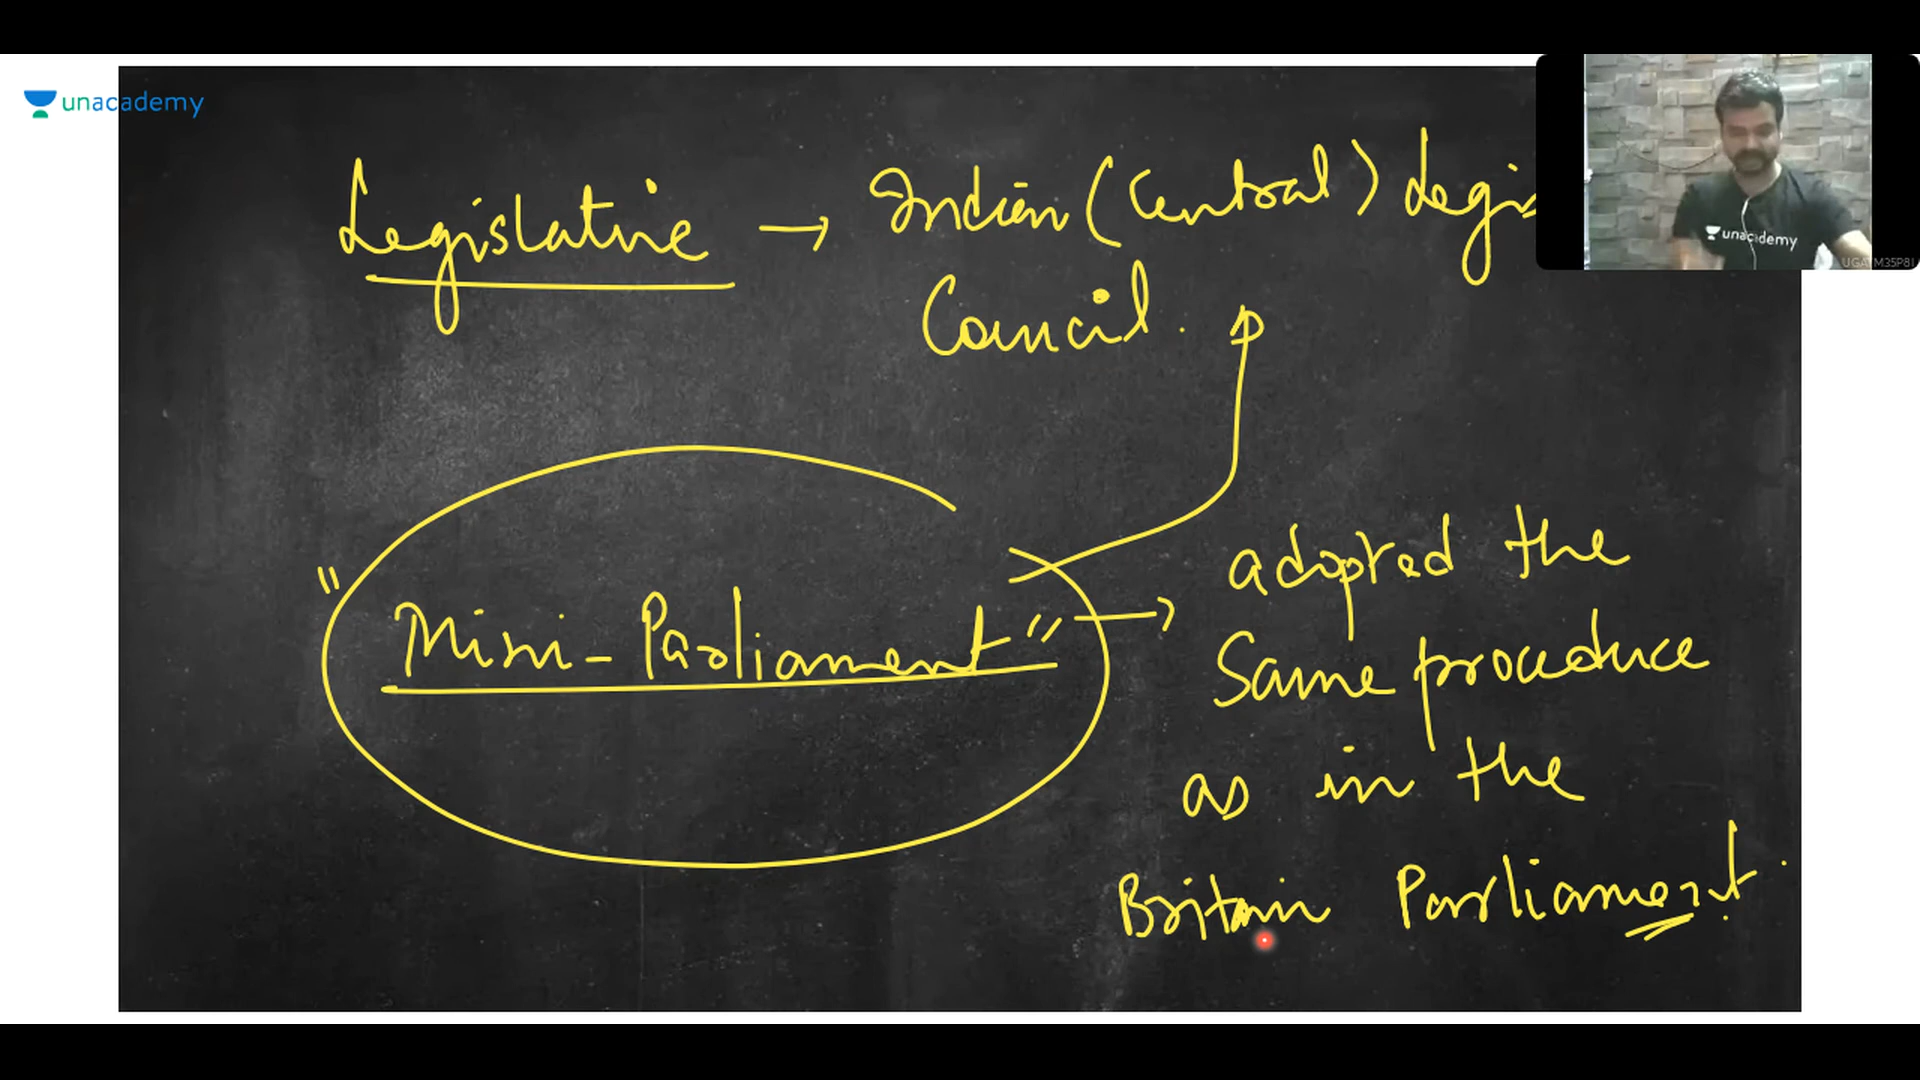 unacademy
Legislative → Indian (Central) Legis
Council.
"Mini-Parliament" → adopted the
same procedure
as in the
Britain Parliament.
unacademy